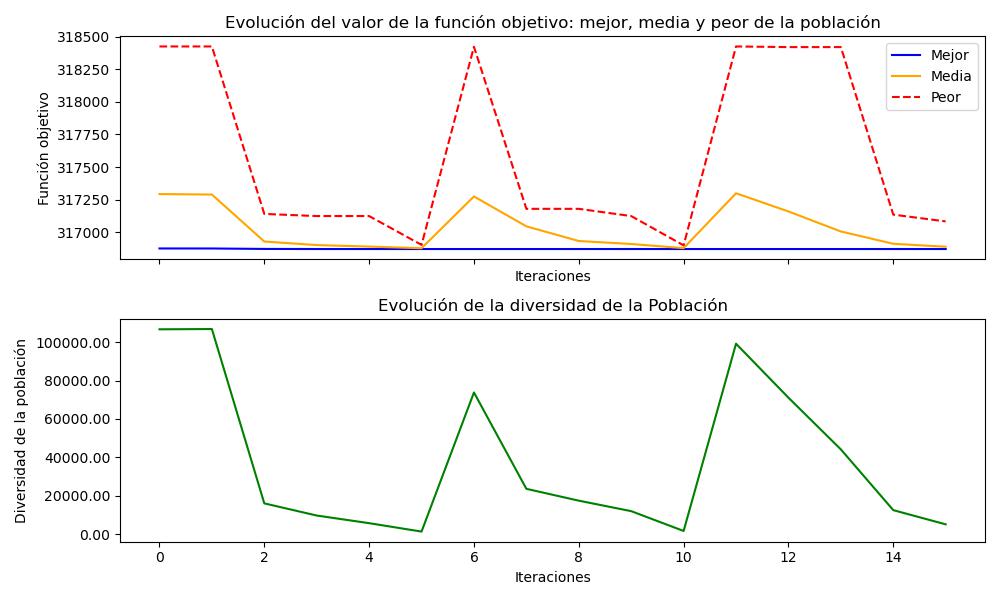 Evolución del valor de la función objetivo: mejor, media y peor de la población
318500
318250
318000
317750
317500
317250
317000
Función objetivo
Mejor
Media
Peor
Iteraciones
Evolución de la diversidad de la Población
100000.00
80000.00
60000.00
40000.00
20000.00
0.00
Diversidad de la población
0 2 4 6 8 10 12 14
Iteraciones